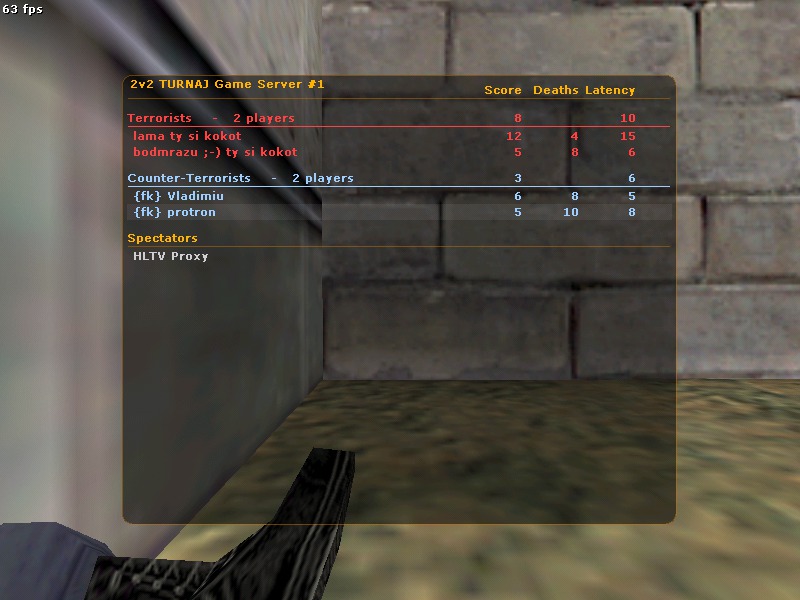 63 fps
2v2 TURNAJ Game Server #1
Score Deaths Latency
Terrorists - 2 players 8 10
lama ty si kokot 12 4 15
bodmrazu ;-) ty si kokot 5 8 6
Counter-Terrorists - 2 players 3 6
{fk} Vladimiu 6 8 5
{fk} protron 5 10 8
Spectators
HLTV Proxy